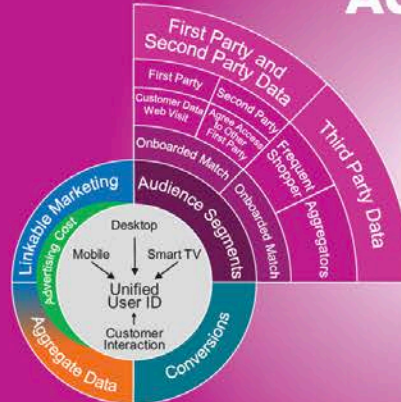 First Party and
Second Party Data
First Party
Second Party
Customer Data
Web Visit
Agree Access
to Other
First Party
Frequent
Shopper
Third Party Data
Onboarded Match
Onboarded Match
Aggregators
Linkable Marketing
Audience Segments
Advertising Cost
Desktop
Mobile
Smart TV
Unified
User ID
Customer
Interaction
Aggregate Data
Conversions